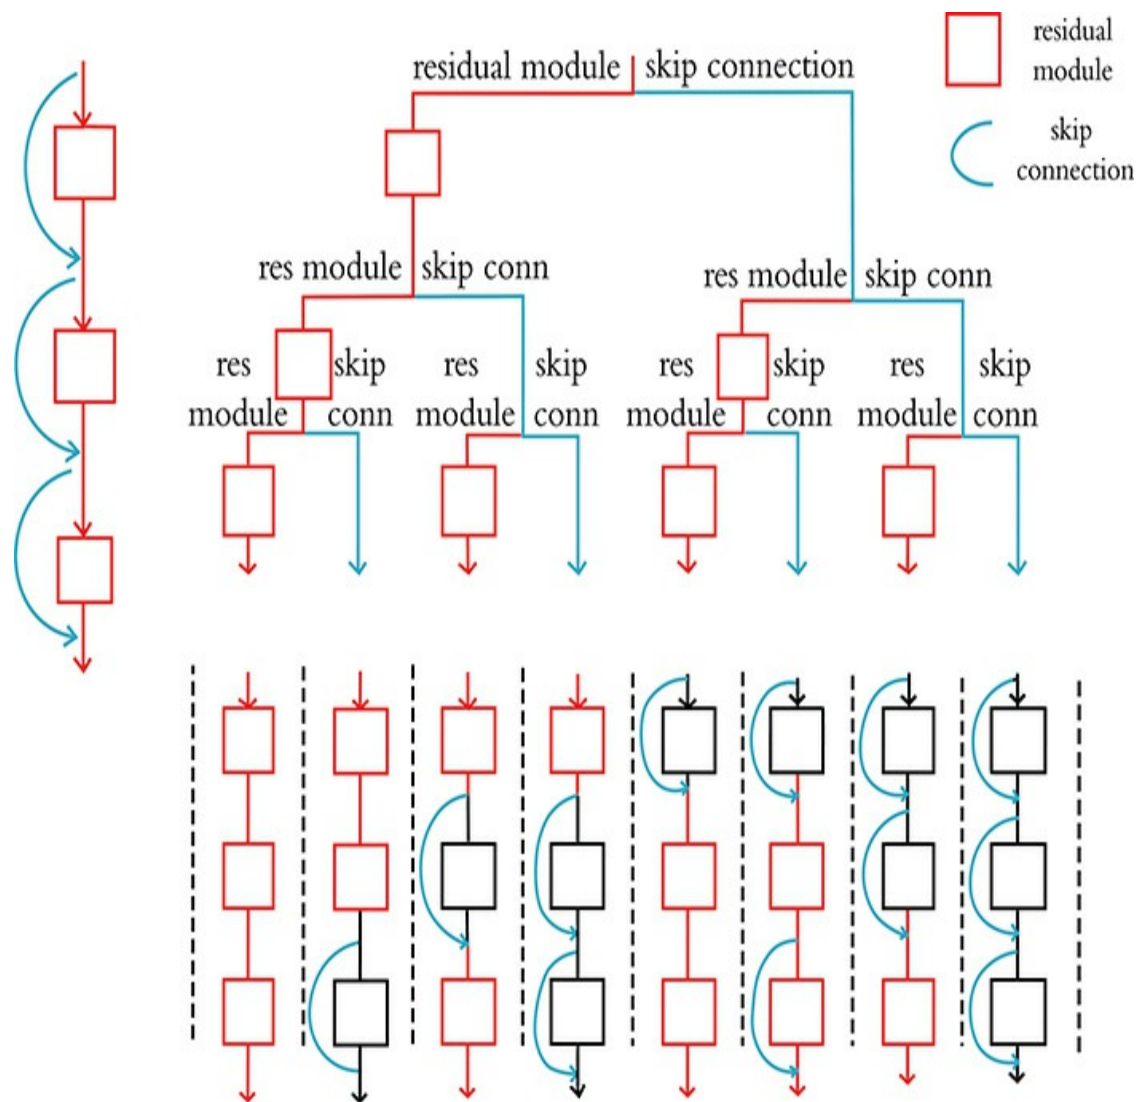 residual
module
skip
connection
residual module skip connection
res module skip conn
res module skip conn
res skip res skip res skip res skip
module conn module conn module conn module conn